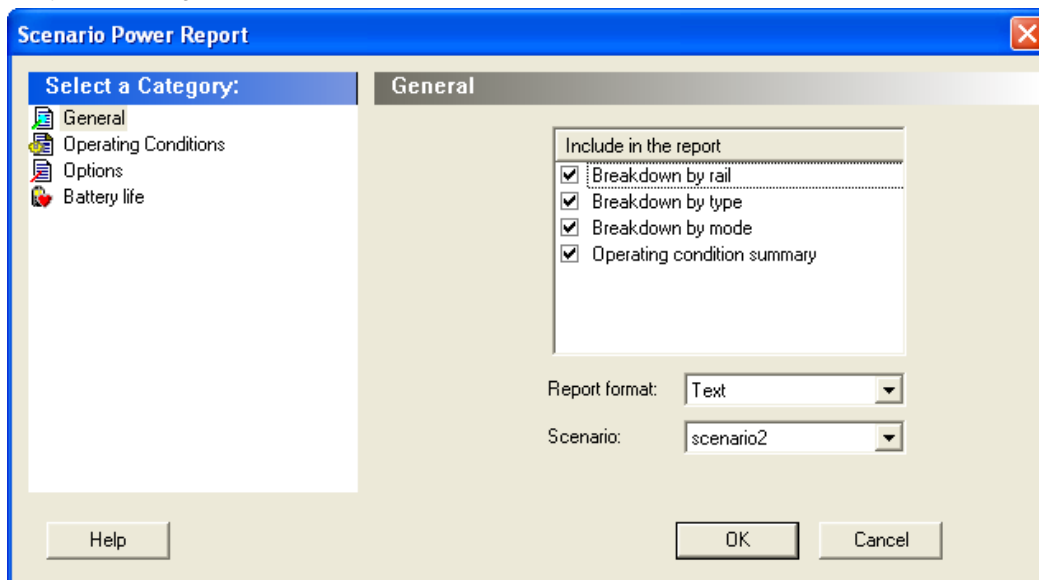 Scenario Power Report
Select a Category:
General
Operating Conditions
Options
Battery life
General
Include in the report
Breakdown by rail
Breakdown by type
Breakdown by mode
Operating condition summary
Report format: Text
Scenario: scenario2
Help
OK
Cancel